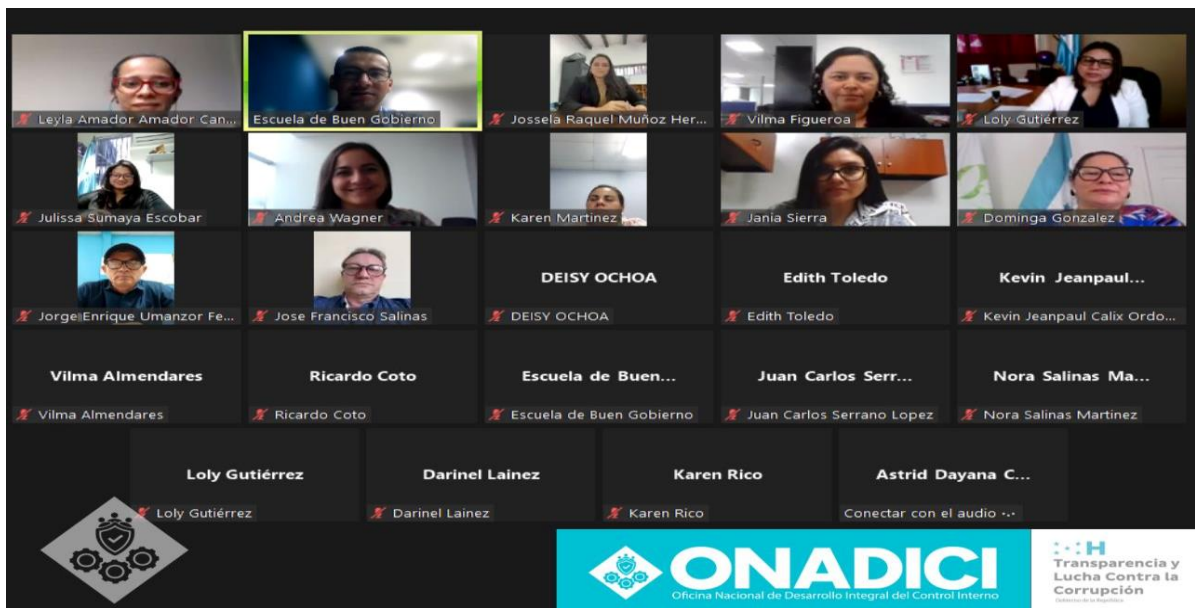 Leyla Amador Amador Can...
Escuela de Buen Gobierno
Jossela Raquel Muñoz Her...
Vilma Figueroa
Loly Gutiérrez
Julissa Sumaya Escobar
Andrea Wagner
Karen Martinez
Jania Sierra
Dominga Gonzalez
Jorge Enrique Umanzor Fe...
Jose Francisco Salinas
DEISY OCHOA
DEISY OCHOA
Edith Toledo
Edith Toledo
Kevin Jeanpaul...
Kevin Jeanpaul Calix Ordo...
Vilma Almendares
Vilma Almendares
Ricardo Coto
Ricardo Coto
Escuela de Buen...
Escuela de Buen Gobierno
Juan Carlos Serr...
Juan Carlos Serrano Lopez
Nora Salinas Ma...
Nora Salinas Martinez
Loly Gutiérrez
Loly Gutiérrez
Darinel Lainez
Darinel Lainez
Karen Rico
Karen Rico
Astrid Dayana C...
Conectar con el audio
ONADICI
Oficina Nacional de Desarrollo Integral del Control Interno
H
Transparencia y
Lucha Contra la
Corrupción
Gobierno de la República